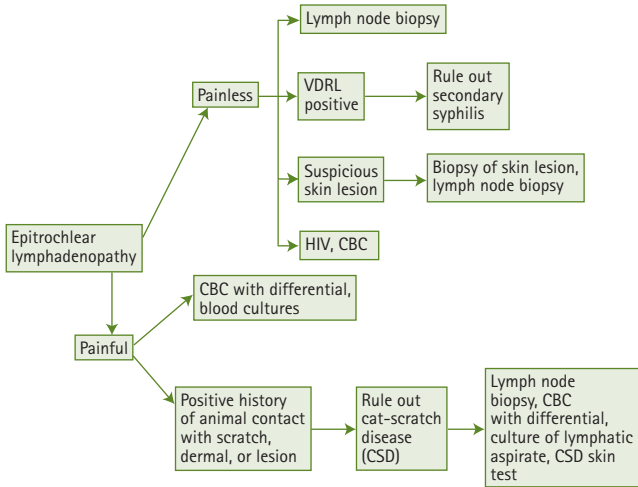 Lymph node biopsy
Painless
VDRL
positive
Rule out
secondary
syphilis
Suspicious
skin lesion
Biopsy of skin lesion,
lymph node biopsy
Epitrochlear
lymphadenopathy
HIV, CBC
CBC with differential,
blood cultures
Painful
Positive history
of animal contact
with scratch,
dermal, or lesion
Rule out
cat-scratch
disease
(CSD)
Lymph node
biopsy, CBC
with differential,
culture of lymphatic
aspirate, CSD skin
test